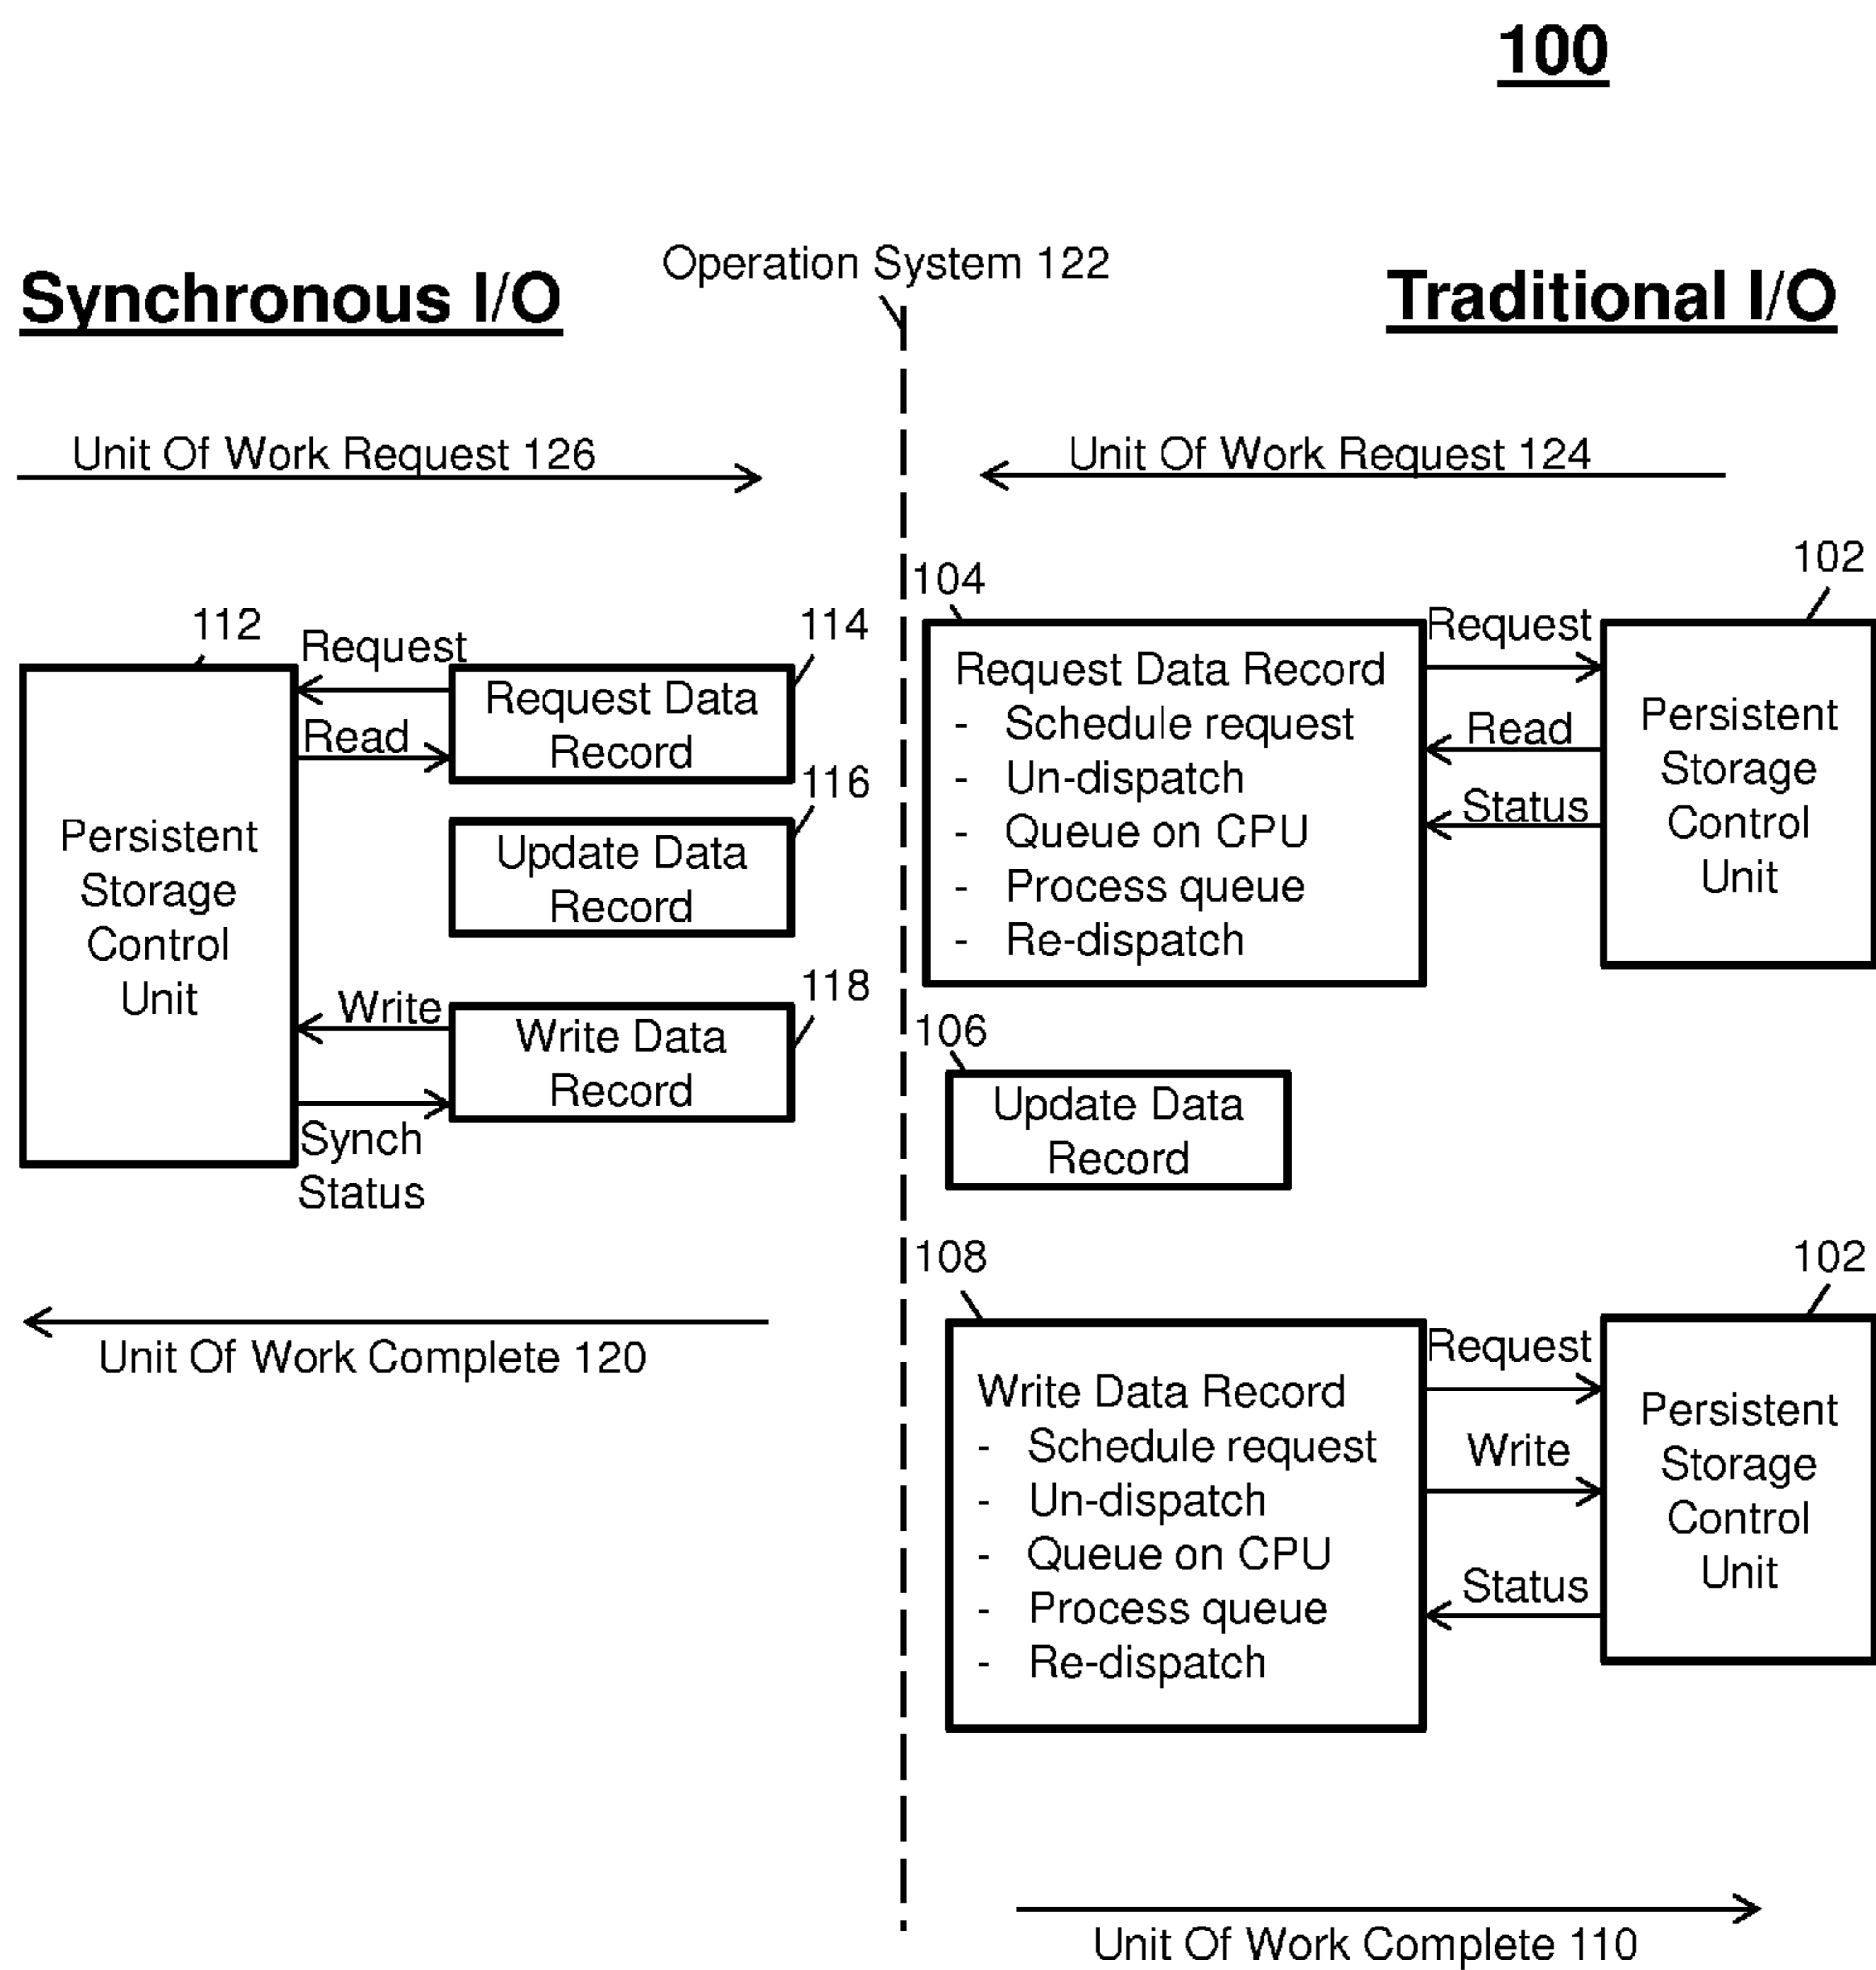 100
Operation System 122
Synchronous I/O
Traditional I/O
Unit Of Work Request 126
Unit Of Work Request 124
112
Request
Read
114
Request Data
Record
116
Update Data
Record
Persistent
Storage
Control
Unit
118
Write
Write Data
Record
Synch
Status
Unit Of Work Complete 120
104
Request Data Record
- Schedule request
- Un-dispatch
- Queue on CPU
- Process queue
- Re-dispatch
Request
Read
Status
102
Persistent
Storage
Control
Unit
106
Update Data
Record
108
Write Data Record
- Schedule request
- Un-dispatch
- Queue on CPU
- Process queue
- Re-dispatch
Request
Write
Status
102
Persistent
Storage
Control
Unit
Unit Of Work Complete 110